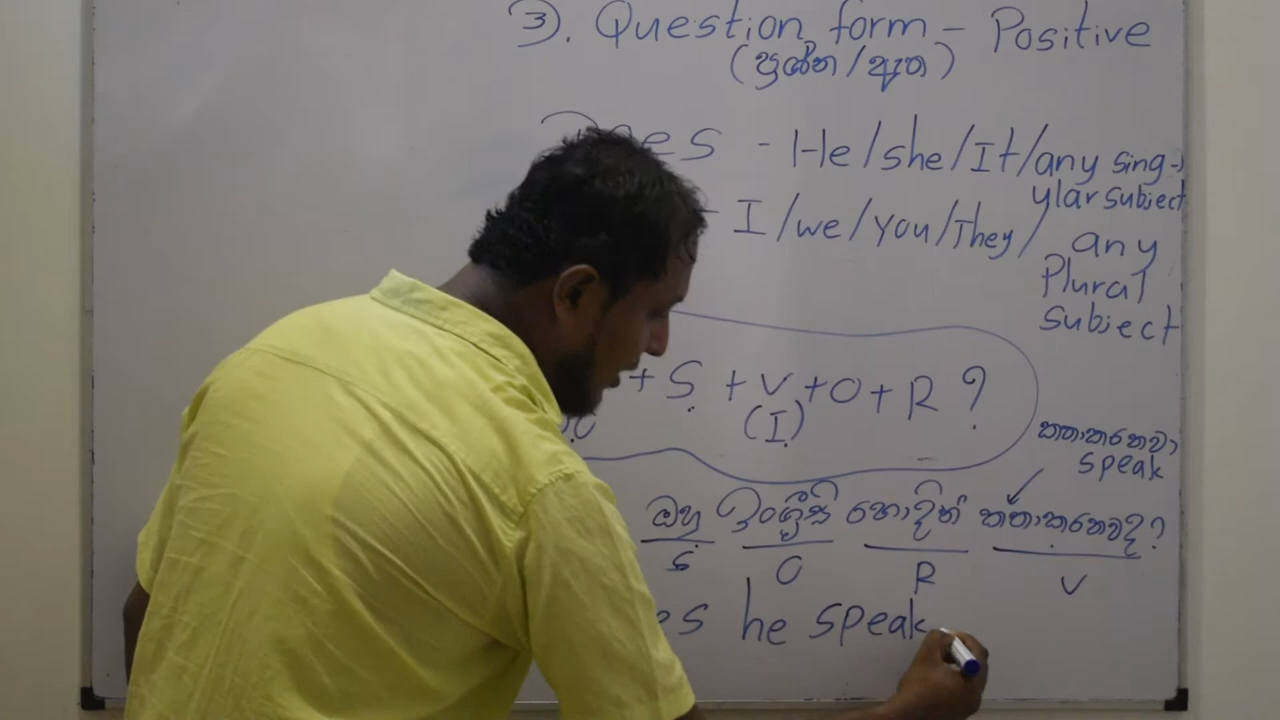 3). Question form - Positive
(ප්‍රශ්න / ඇත )
- He/she/It/any sing-
ular subject
- I/we/you/They/ any
Plural
subject
+ S + V + O + R ?
(I)
කතාකරනවා
speak
ඔහු ඉංග්‍රීසි හොදින් කතාකරනවද?
S O R V
he speak